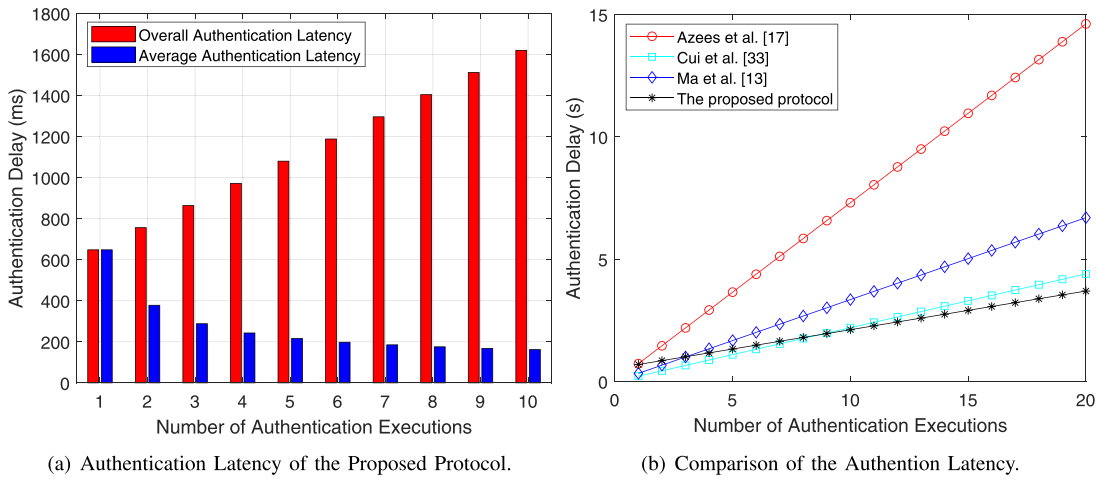 1800
1600
1400
1200
1000
800
600
400
200
0
Authentication Delay (ms)
Overall Authentication Latency
Average Authentication Latency
1 2 3 4 5 6 7 8 9 10
Number of Authentication Executions
(a) Authentication Latency of the Proposed Protocol.
15
10
5
0
Authentication Delay (s)
Azees et al. [17]
Cui et al. [33]
Ma et al. [13]
The proposed protocol
0 5 10 15 20
Number of Authentication Executions
(b) Comparison of the Authention Latency.